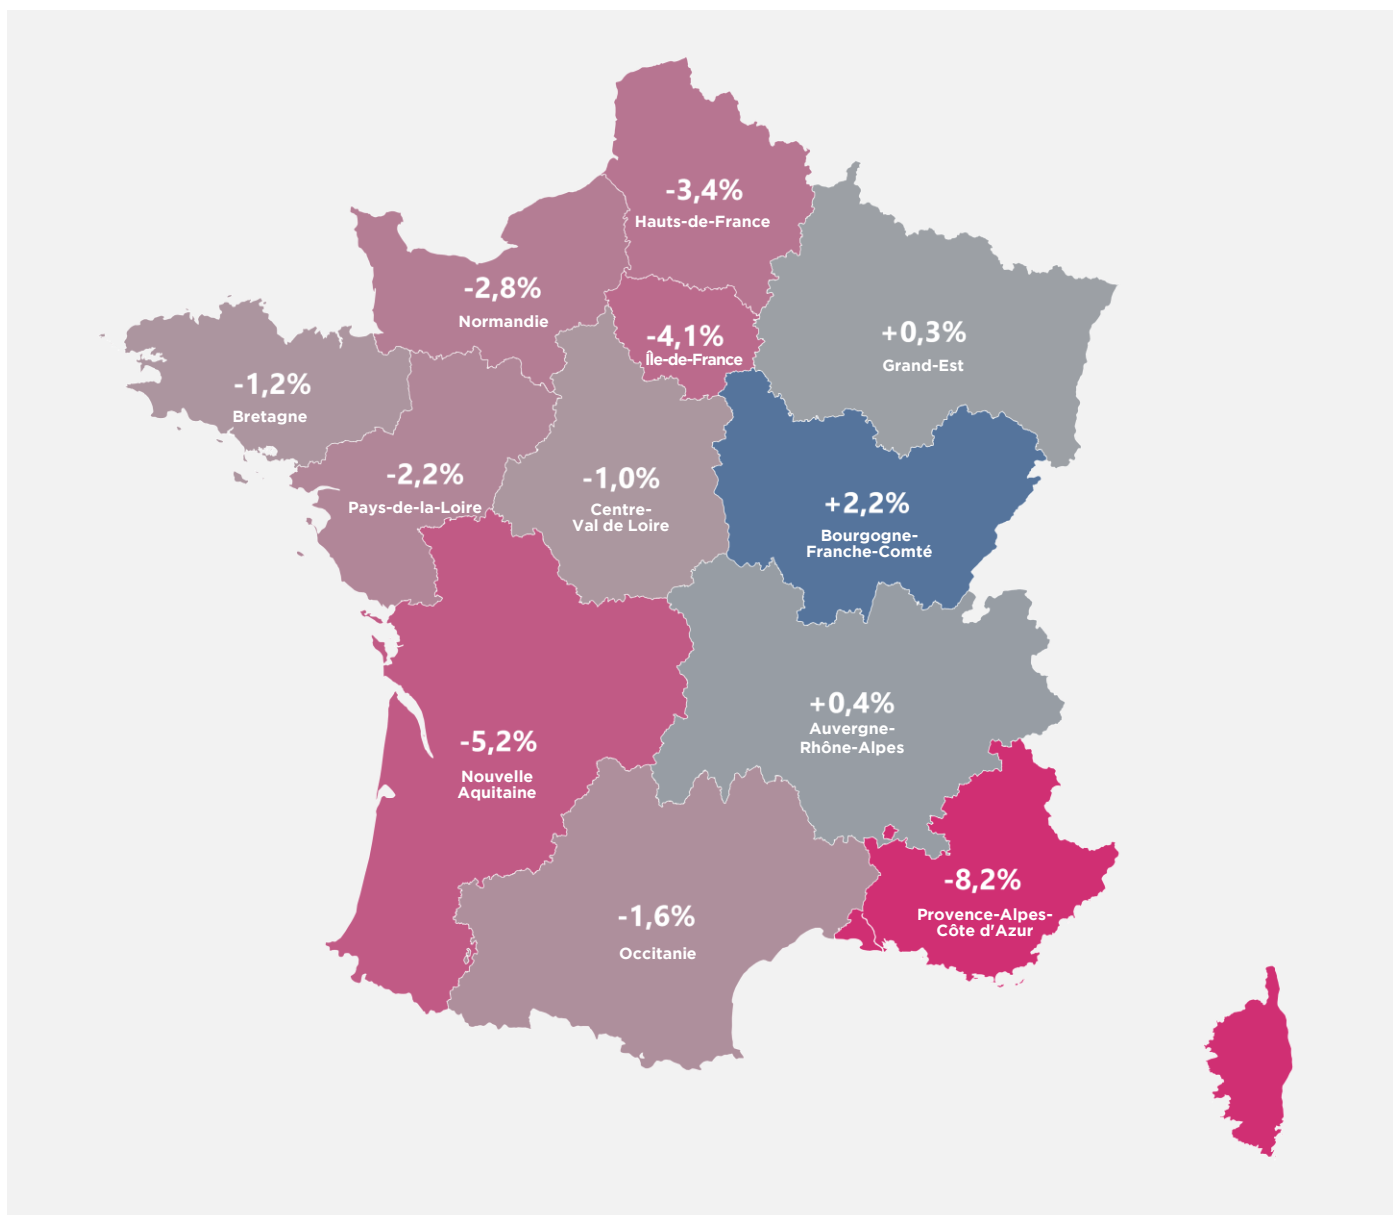 -3,4%
Hauts-de-France
-2,8%
Normandie
-4,1%
Île-de-France
+0,3%
Grand-Est
-1,2%
Bretagne
-2,2%
Pays-de-la-Loire
-1,0%
Centre-
Val de Loire
+2,2%
Bourgogne-
Franche-Comté
+0,4%
Auvergne-
Rhône-Alpes
-5,2%
Nouvelle
Aquitaine
-8,2%
Provence-Alpes-
Côte d'Azur
-1,6%
Occitanie